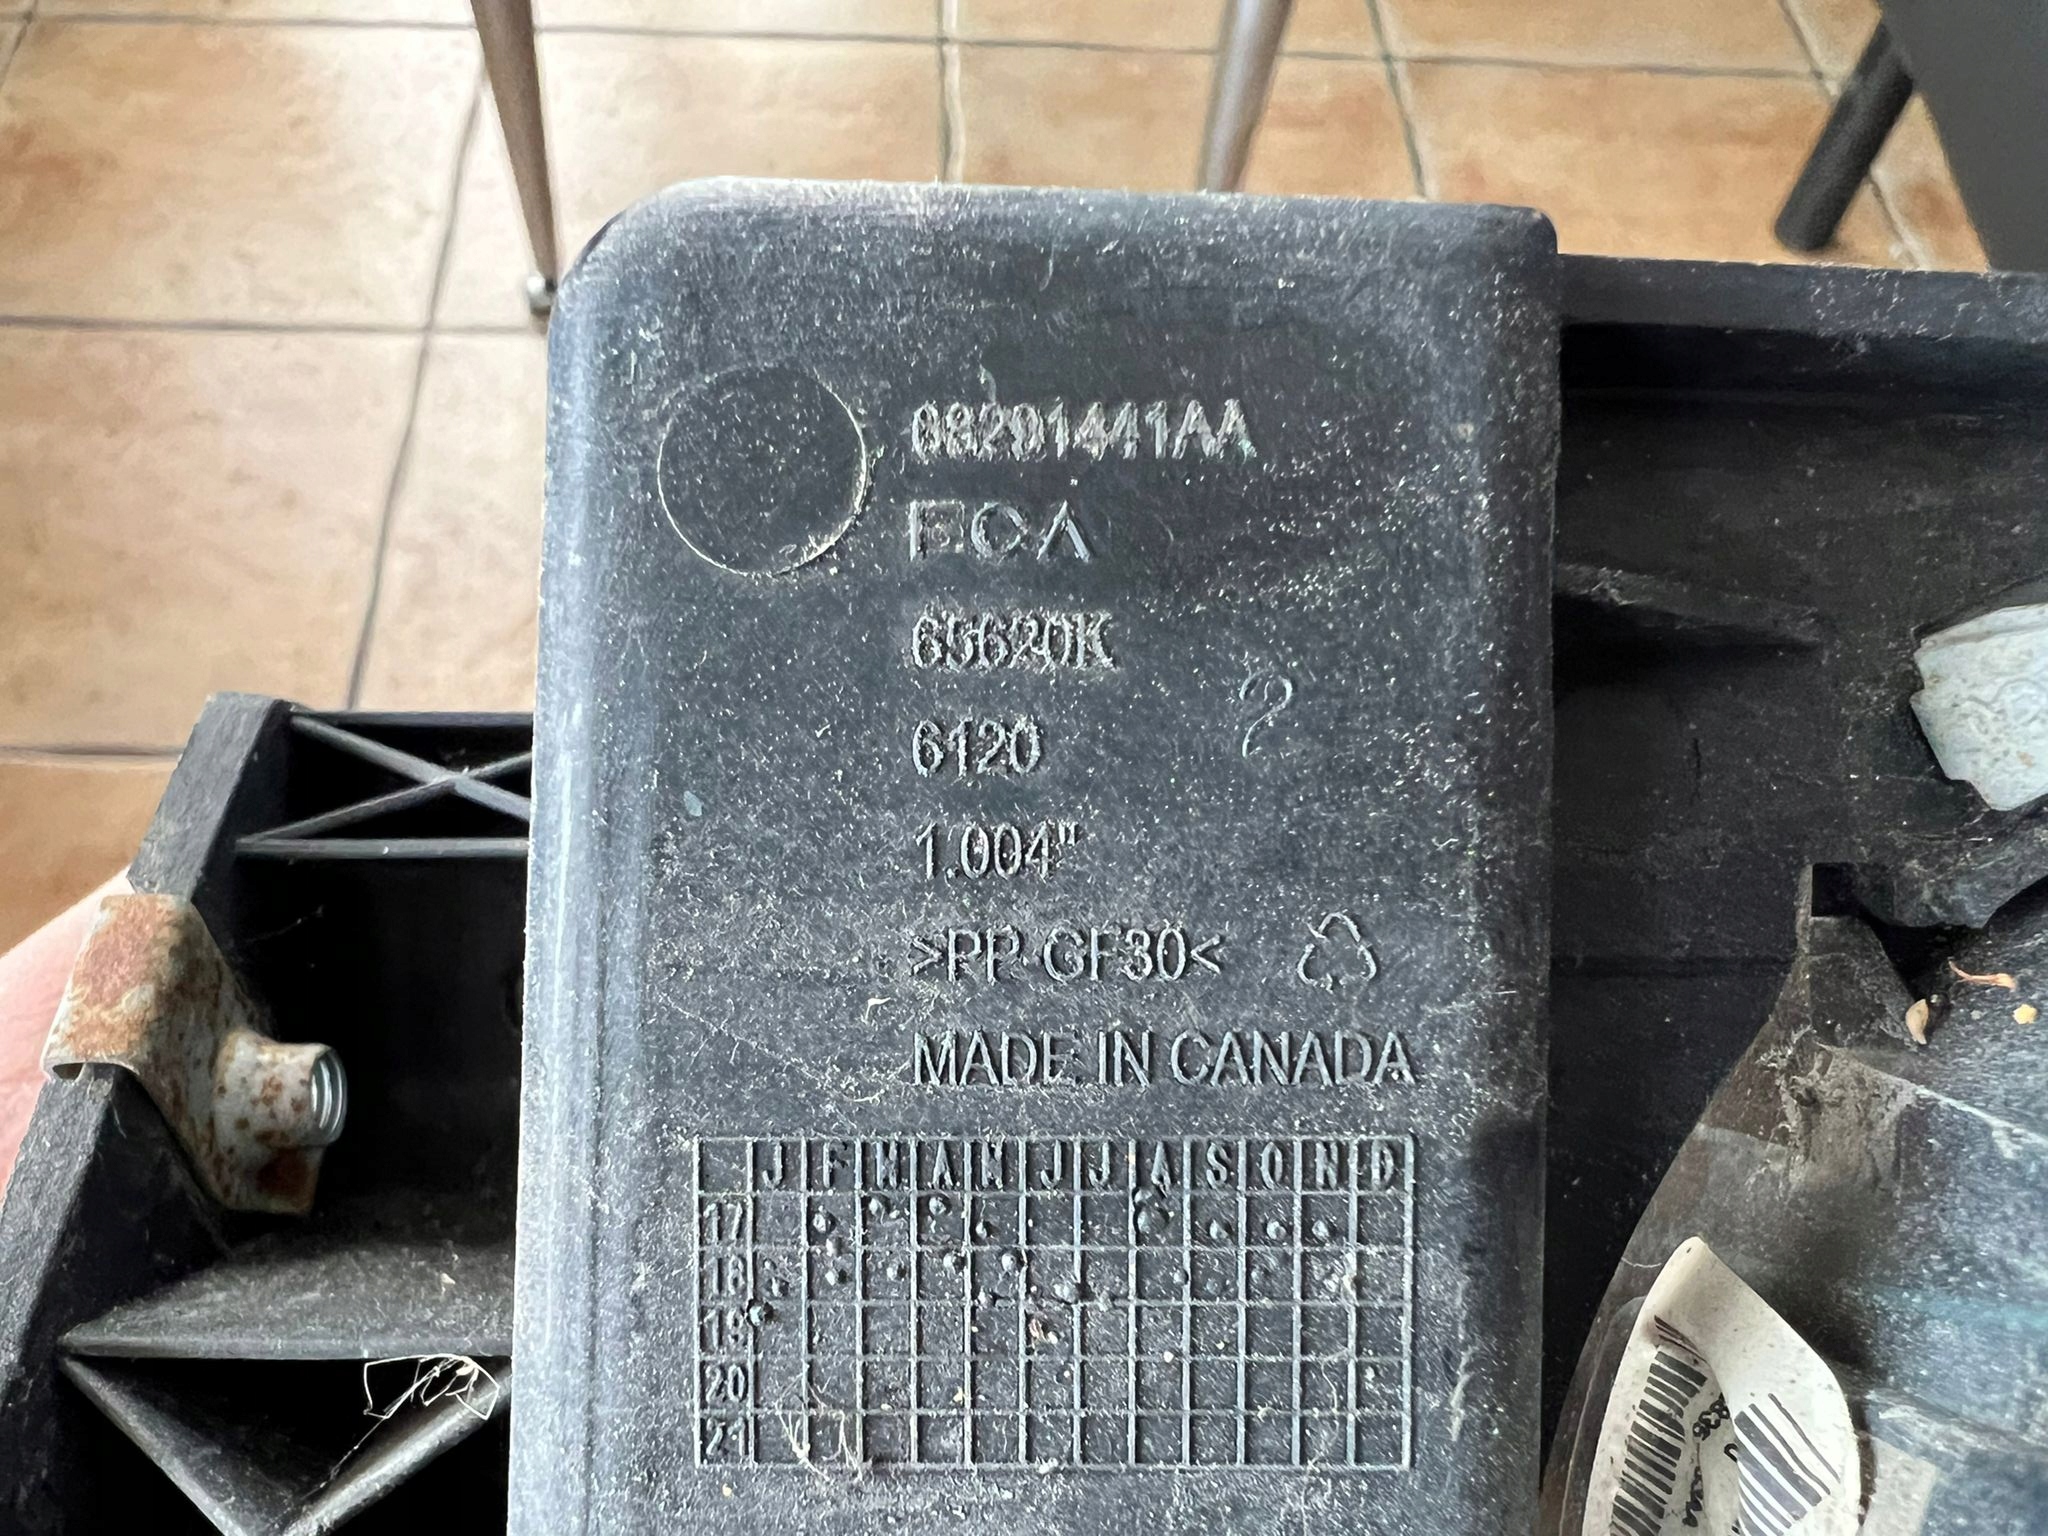 68291441AA
FCA
65620K
6120
1.004"
>PP GF30<
MADE IN CANADA
J F M A M J J A S O N D
17
18
19
20
21